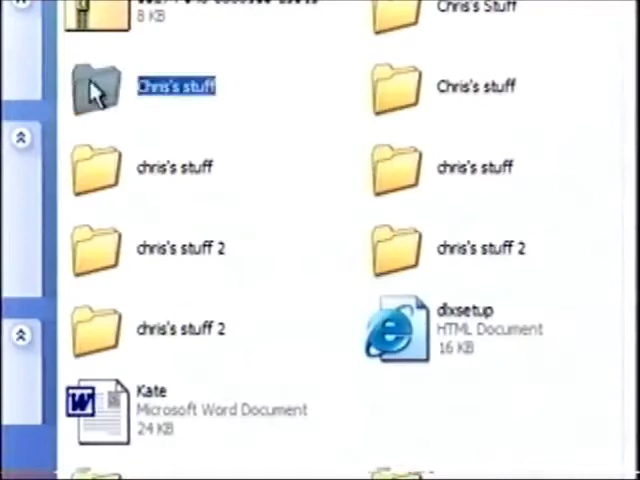 8 KB
Chris's Stuff
Chris's stuff
Chris's stuff
chris's stuff
chris's stuff
chris's stuff 2
chris's stuff 2
chris's stuff 2
dlxsetup
HTML Document
16 KB
Kate
Microsoft Word Document
24 KB